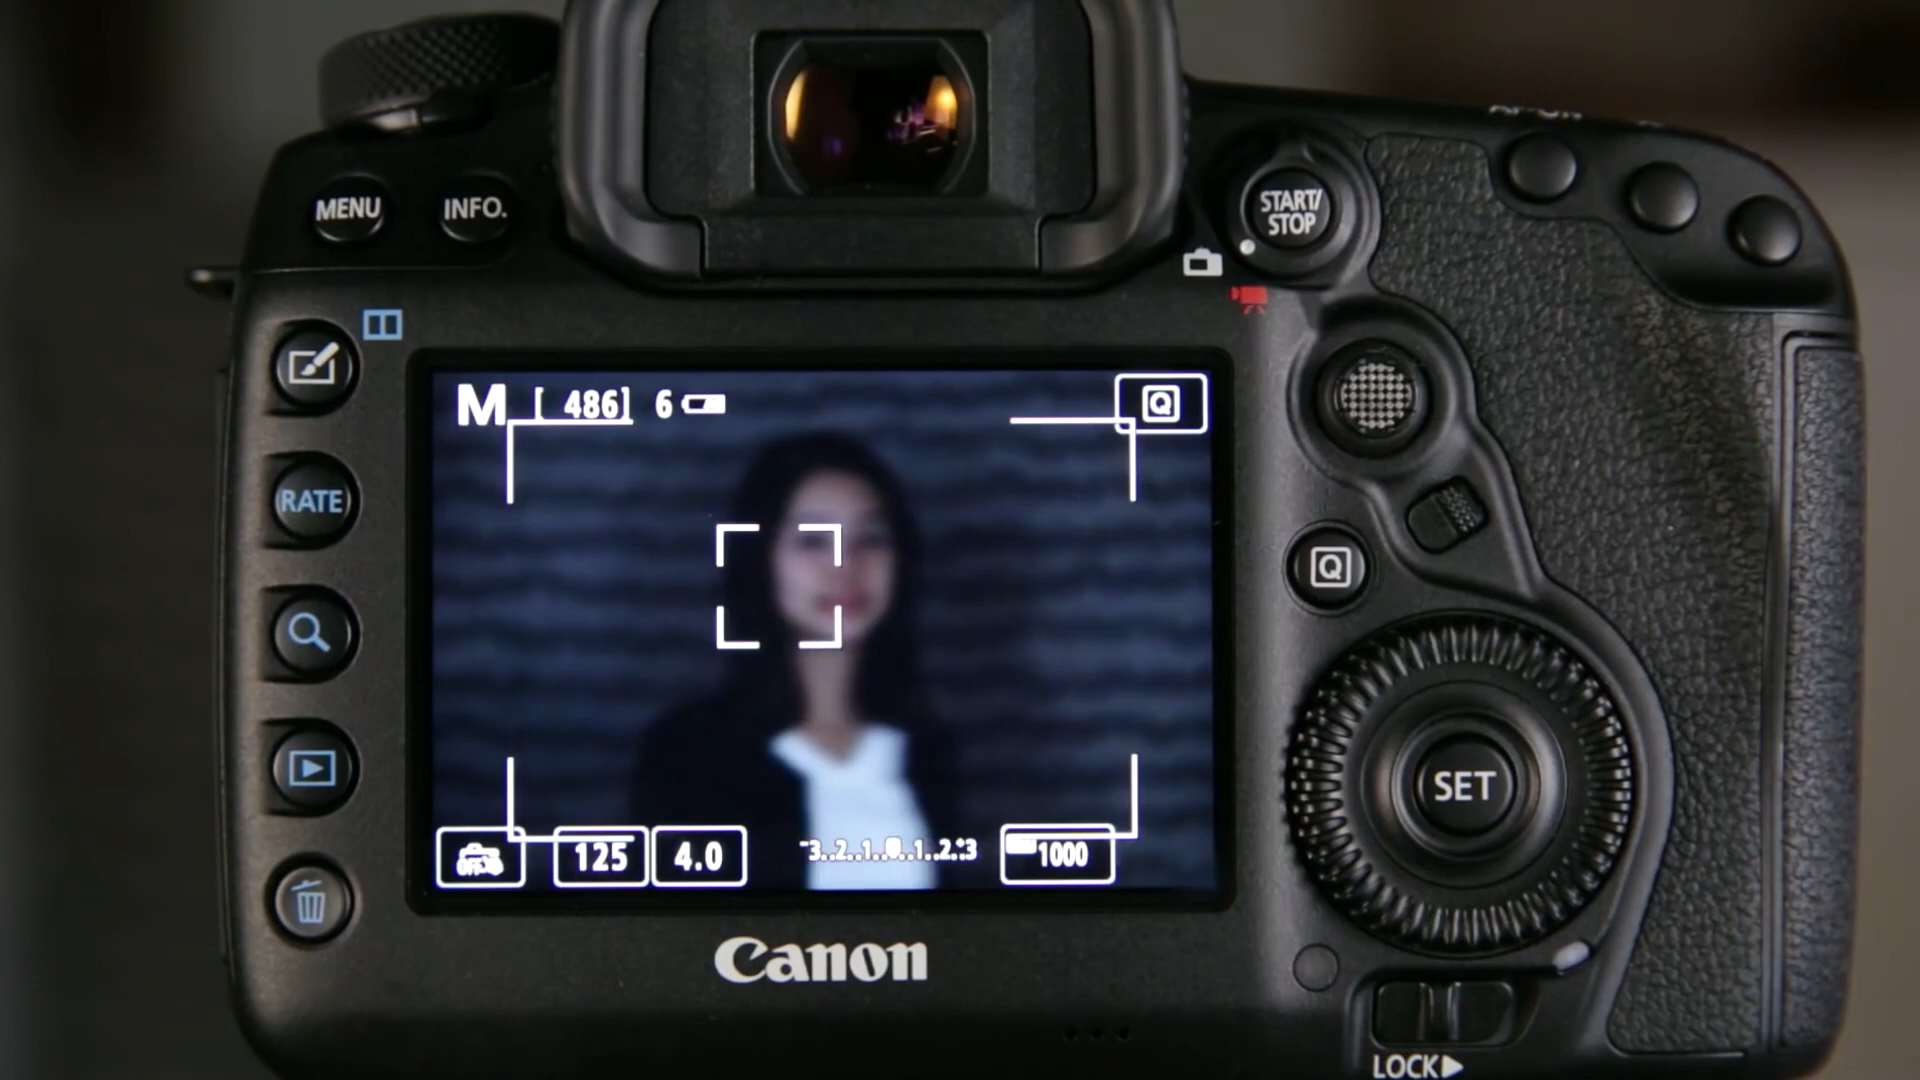 MENU
INFO.
START/
STOP
M [ 486] 6
Q
RATE
Q
SET
OFF
125
4.0
-3..2..1..0..1..2..+3
1000
Canon
LOCK▶